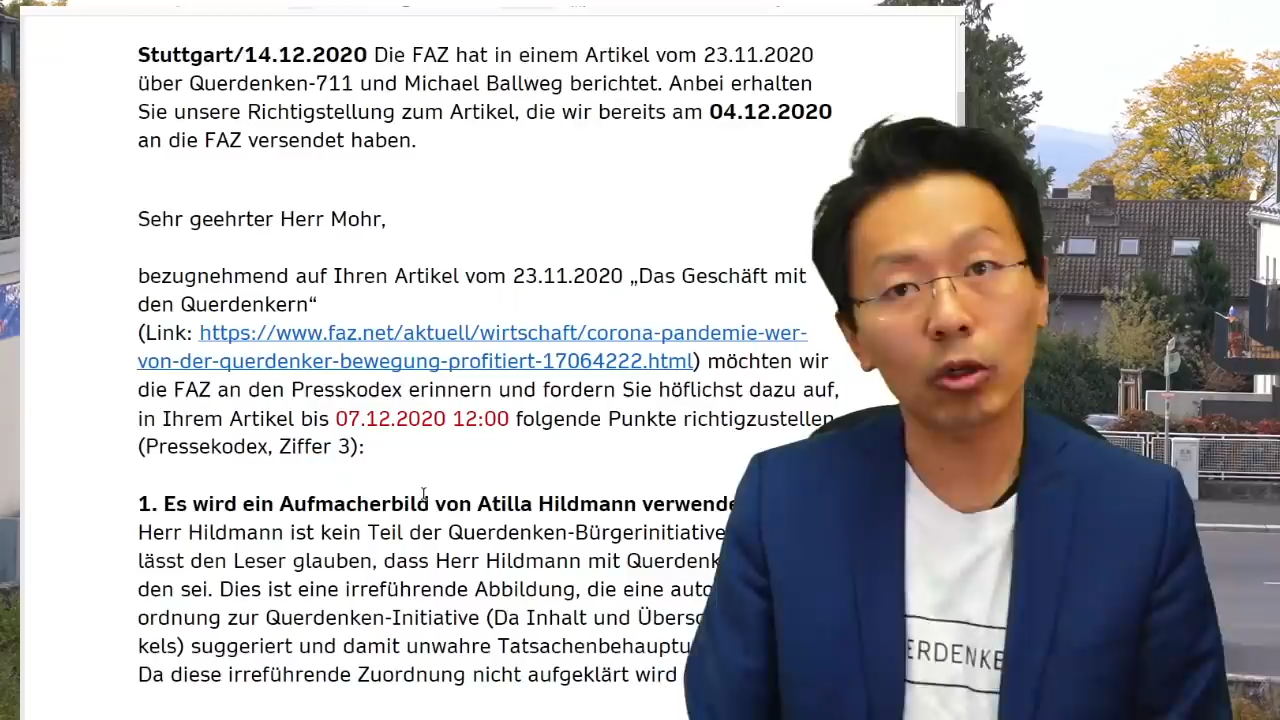 Stuttgart/14.12.2020 Die FAZ hat in einem Artikel vom 23.11.2020
über Querdenken-711 und Michael Ballweg berichtet. Anbei erhalten
Sie unsere Richtigstellung zum Artikel, die wir bereits am 04.12.2020
an die FAZ versendet haben.
Sehr geehrter Herr Mohr,
bezugnehmend auf Ihren Artikel vom 23.11.2020 „Das Geschäft mit
den Querdenkern“
(Link: https://www.faz.net/aktuell/wirtschaft/corona-pandemie-wer-
von-der-querdenker-bewegung-profitiert-17064222.html) möchten wir
die FAZ an den Presskodex erinnern und fordern Sie höflichst dazu auf,
in Ihrem Artikel bis 07.12.2020 12:00 folgende Punkte richtigzustellen
(Pressekodex, Ziffer 3):
1. Es wird ein Aufmacherbild von Atilla Hildmann verwende
Herr Hildmann ist kein Teil der Querdenken-Bürgerinitiative
lässt den Leser glauben, dass Herr Hildmann mit Querdenk
den sei. Dies ist eine irreführende Abbildung, die eine auto
ordnung zur Querdenken-Initiative (Da Inhalt und Übersc
kels) suggeriert und damit unwahre Tatsachenbehauptu
Da diese irreführende Zuordnung nicht aufgeklärt wird
ERDENKE